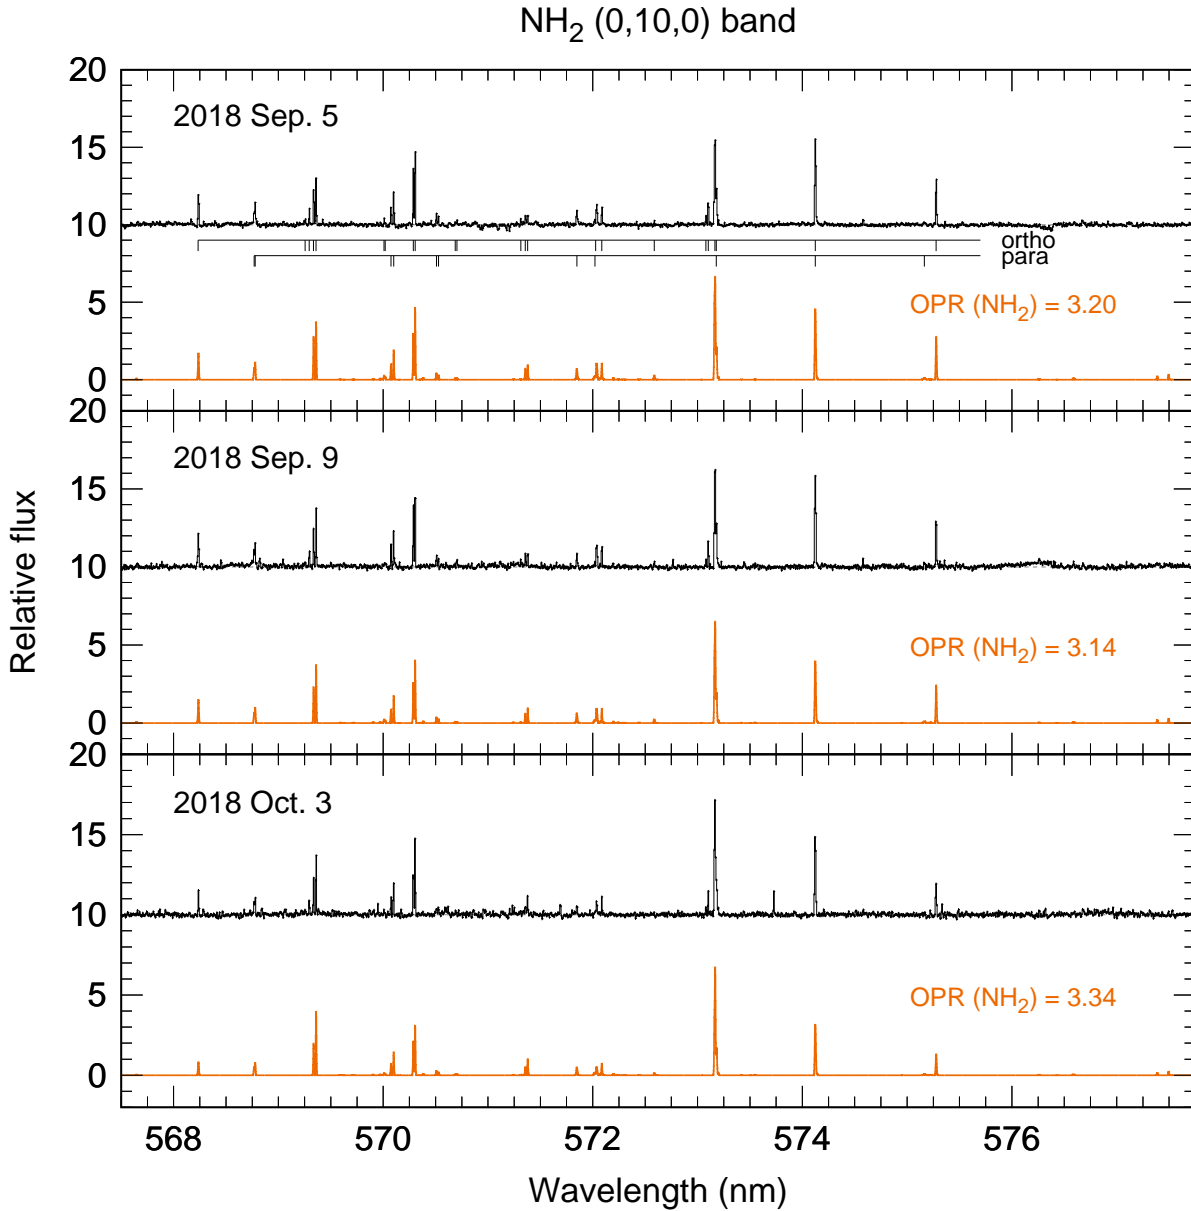 NH2 (0,10,0) band
20
2018 Sep. 5
15
10
ortho
para
5
OPR (NH2) = 3.20
0
20
2018 Sep. 9
15
10
5
OPR (NH2) = 3.14
0
20
2018 Oct. 3
15
10
5
OPR (NH2) = 3.34
0
Relative flux
568 570 572 574 576
Wavelength (nm)